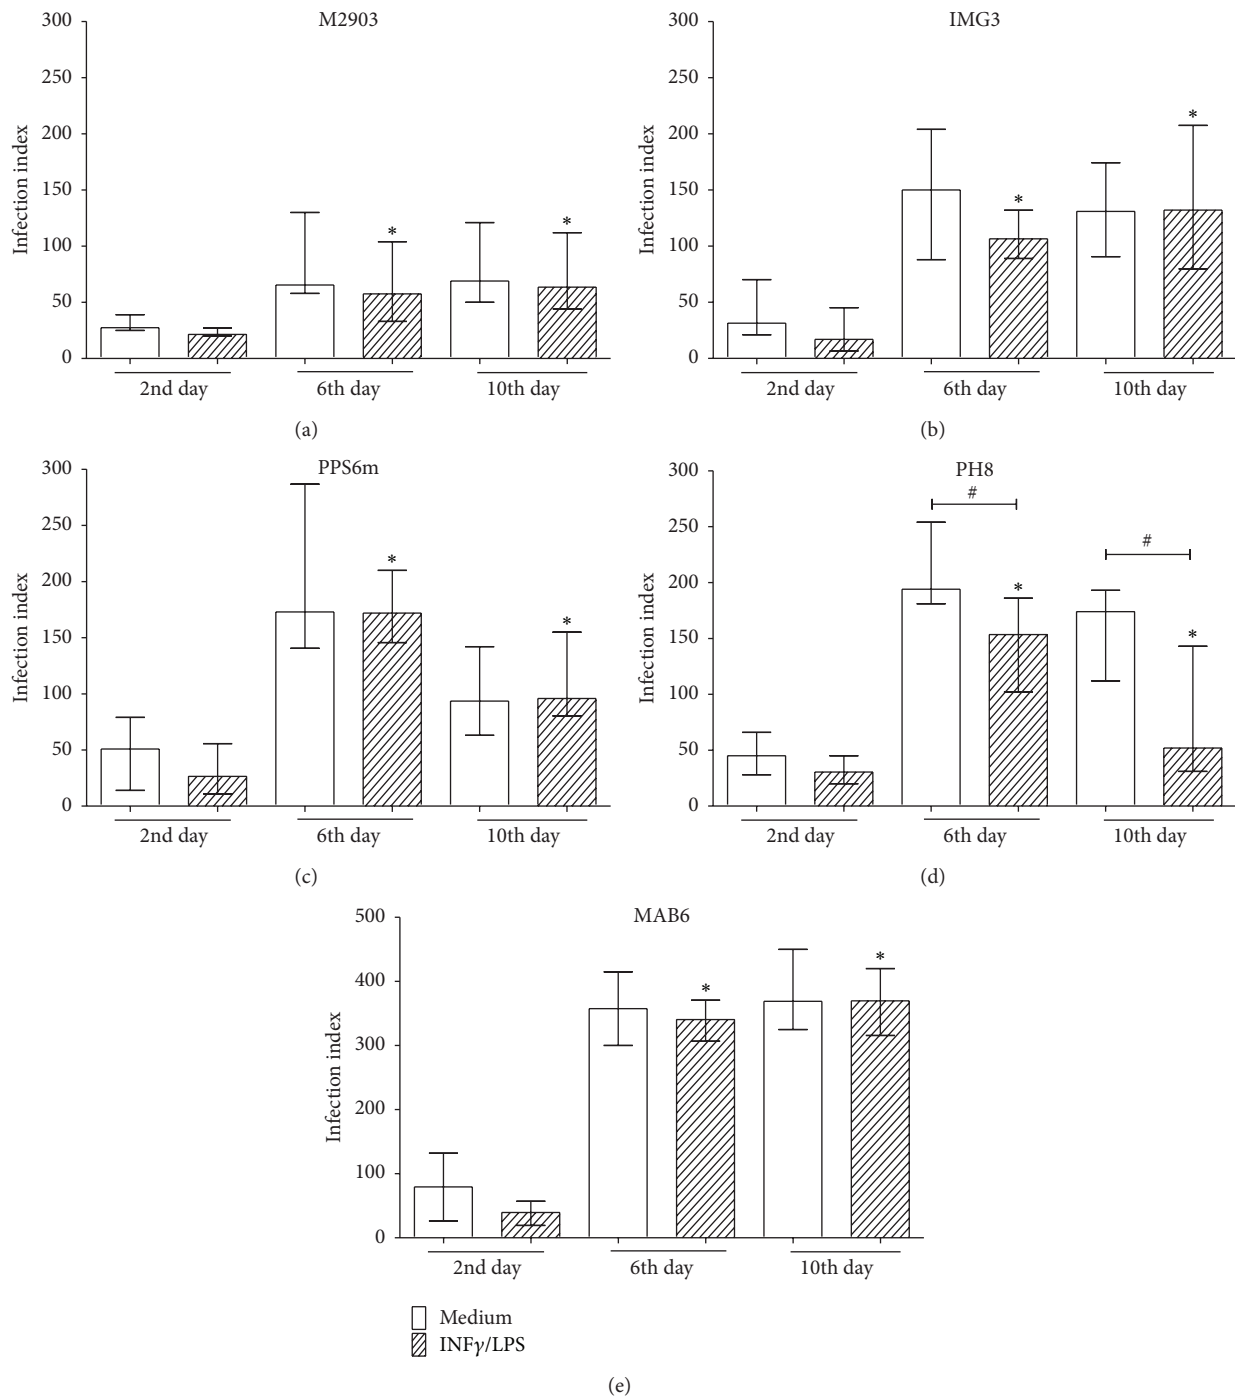 M2903
300
250
200
150
100
50
0
Infection index
*
*
2nd day
6th day
10th day
(a)
IMG3
300
250
200
150
100
50
0
Infection index
*
*
2nd day
6th day
10th day
(b)
PPS6m
300
250
200
150
100
50
0
Infection index
*
*
2nd day
6th day
10th day
(c)
PH8
300
250
200
150
100
50
0
Infection index
#
#
*
*
2nd day
6th day
10th day
(d)
MAB6
500
400
300
200
100
0
Infection index
*
*
2nd day
6th day
10th day
Medium
INFγ/LPS
(e)